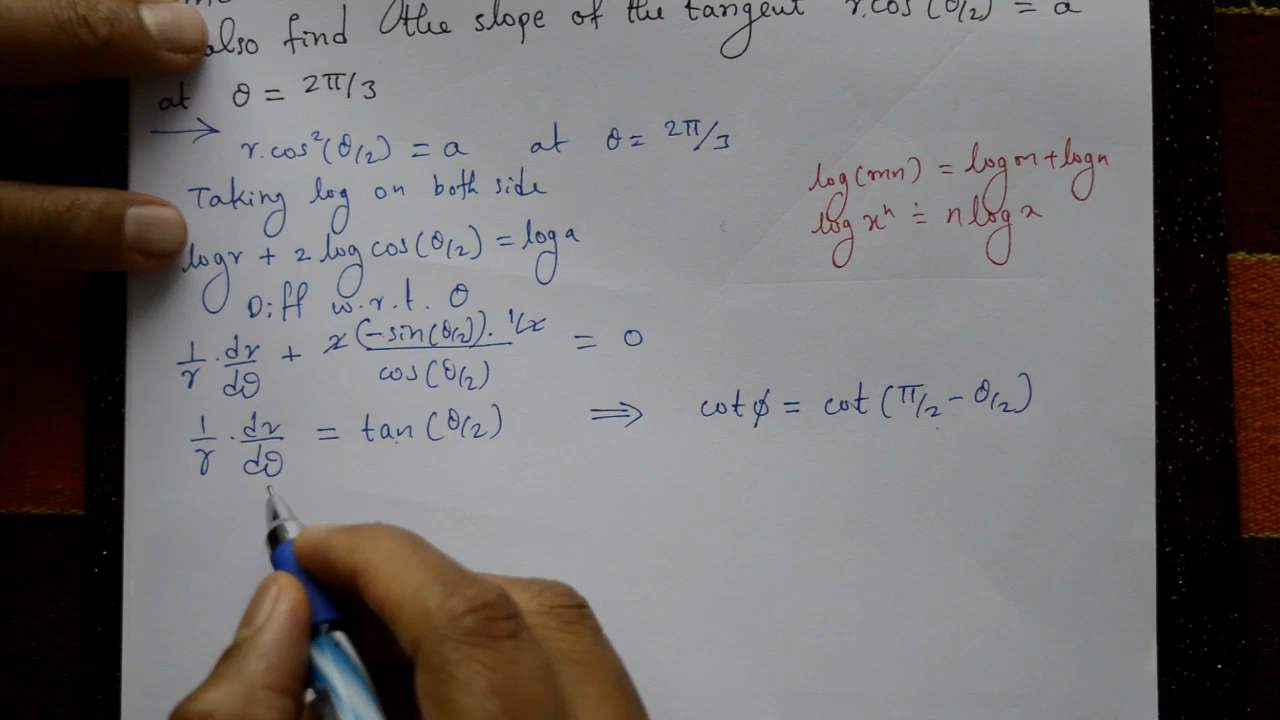 also find the slope of the tangent r.cos²(θ/2) = a
at θ = 2π/3
→ r.cos²(θ/2) = a at θ = 2π/3
Taking log on both side
log r + 2 log cos(θ/2) = log a
Diff w.r.t. θ
1/r . dr/dθ + 2(-sin(θ/2)). 1/2 / cos(θ/2) = 0
1/r . dr/dθ = tan(θ/2) ⇒ cot φ = cot(π/2 - θ/2)
log(mn) = log m + log n
log xⁿ = n log x